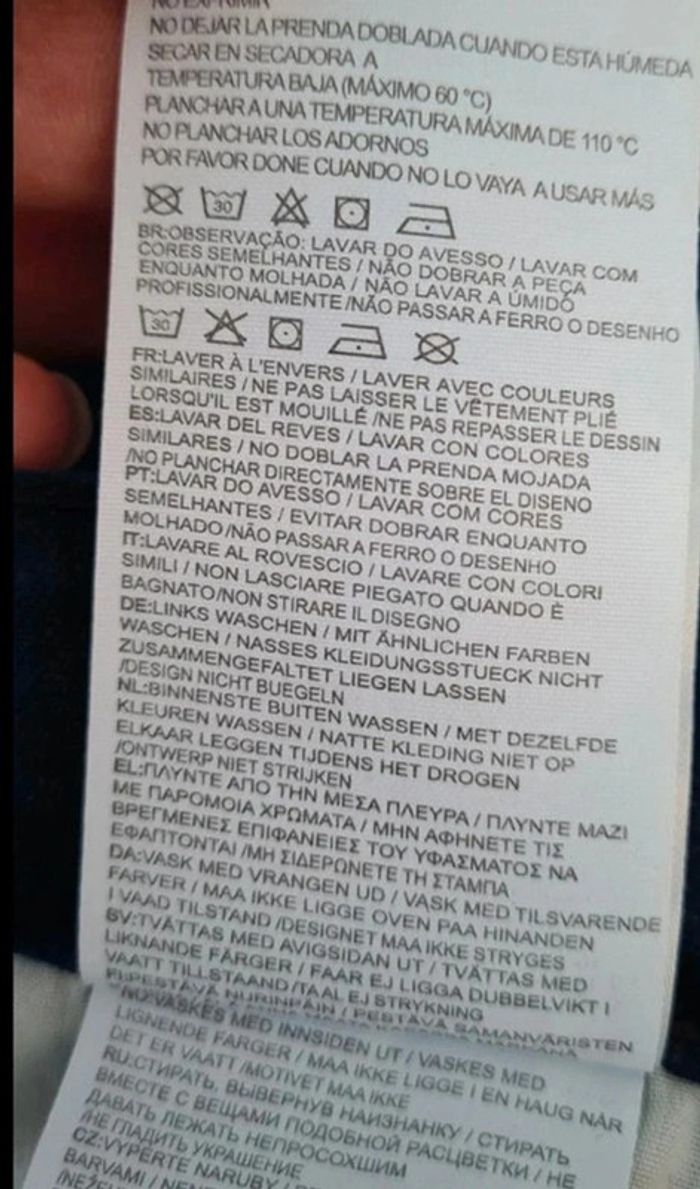 NO EXPRIMIR
NO DEJAR LA PRENDA DOBLADA CUANDO ESTA HÚMEDA
SECAR EN SECADORA A
TEMPERATURA BAJA (MÁXIMO 60 °C)
PLANCHAR A UNA TEMPERATURA MÁXIMA DE 110 °C
NO PLANCHAR LOS ADORNOS
POR FAVOR DONE CUANDO NO LO VAYA A USAR MÁS
30
BR:OBSERVAÇÃO: LAVAR DO AVESSO / LAVAR COM
CORES SEMELHANTES / NÃO DOBRAR A PEÇA
ENQUANTO MOLHADA / NÃO LAVAR A ÚMIDO
PROFISSIONALMENTE /NÃO PASSAR A FERRO O DESENHO
30
FR:LAVER À L'ENVERS / LAVER AVEC COULEURS
SIMILAIRES / NE PAS LAISSER LE VÊTEMENT PLIÉ
LORSQU'IL EST MOUILLÉ /NE PAS REPASSER LE DESSIN
ES:LAVAR DEL REVES / LAVAR CON COLORES
SIMILARES / NO DOBLAR LA PRENDA MOJADA
/NO PLANCHAR DIRECTAMENTE SOBRE EL DISENO
PT:LAVAR DO AVESSO / LAVAR COM CORES
SEMELHANTES / EVITAR DOBRAR ENQUANTO
MOLHADO /NÃO PASSAR A FERRO O DESENHO
IT:LAVARE AL ROVESCIO / LAVARE CON COLORI
SIMILI / NON LASCIARE PIEGATO QUANDO È
BAGNATO/NON STIRARE IL DISEGNO
DE:LINKS WASCHEN / MIT ÄHNLICHEN FARBEN
WASCHEN / NASSES KLEIDUNGSSTUECK NICHT
ZUSAMMENGEFALTET LIEGEN LASSEN
/DESIGN NICHT BUEGELN
NL:BINNENSTE BUITEN WASSEN / MET DEZELFDE
KLEUREN WASSEN / NATTE KLEDING NIET OP
ELKAAR LEGGEN TIJDENS HET DROGEN
/ONTWERP NIET STRIJKEN
EL:ΠΛΥΝΤΕ ΑΠΟ ΤΗΝ ΜΕΣΑ ΠΛΕΥΡΑ / ΠΛΥΝΤΕ ΜΑΖΙ
ΜΕ ΠΑΡΟΜΟΙΑ ΧΡΩΜΑΤΑ / ΜΗΝ ΑΦΗΝΕΤΕ ΤΙΣ
ΒΡΕΓΜΕΝΕΣ ΕΠΙΦΑΝΕΙΕΣ ΤΟΥ ΥΦΑΣΜΑΤΟΣ ΝΑ
ΕΦΑΠΤΟΝΤΑΙ /ΜΗ ΣΙΔΕΡΩΝΕΤΕ ΤΗ ΣΤΑΜΠΑ
DA:VASK MED VRANGEN UD / VASK MED TILSVARENDE
FARVER / MAA IKKE LIGGE OVEN PAA HINANDEN
I VAAD TILSTAND /DESIGNET MAA IKKE STRYGES
SV:TVÄTTAS MED AVIGSIDAN UT / TVÄTTAS MED
LIKNANDE FÄRGER / FAAR EJ LIGGA DUBBELVIKT I
VAATT TILLSTAAND /TAAL EJ STRYKNING
FI:PESTÄVÄ NURINPÄIN / PESTÄVÄ SAMANVÄRISTEN
NO:VASKES MED INNSIDEN UT / VASKES MED
LIGNENDE FARGER / MAA IKKE LIGGE I EN HAUG NÅR
DET ER VAATT /MOTIVET MAA IKKE
RU:СТИРАТЬ, ВЫВЕРНУВ НАИЗНАНКУ / СТИРАТЬ
ВМЕСТЕ С ВЕЩАМИ ПОДОБНОЙ РАСЦВЕТКИ / НЕ
ДАВАТЬ ЛЕЖАТЬ НЕПРОСОХШИМ
/НЕ ГЛАДИТЬ УКРАШЕНИЕ
CZ:VYPERTE NARUBY /
BARVAMI / NENE